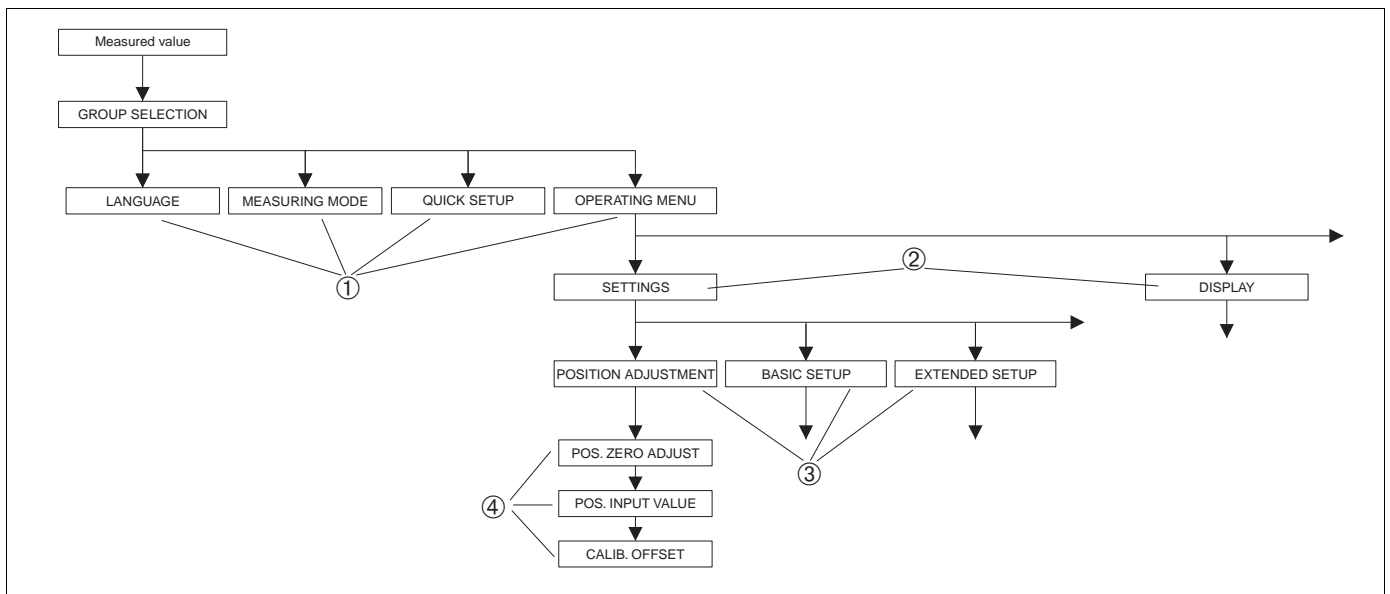 Measured value
GROUP SELECTION
LANGUAGE
MEASURING MODE
QUICK SETUP
OPERATING MENU
①
②
SETTINGS
DISPLAY
POSITION ADJUSTMENT
BASIC SETUP
EXTENDED SETUP
③
POS. ZERO ADJUST
④
POS. INPUT VALUE
CALIB. OFFSET